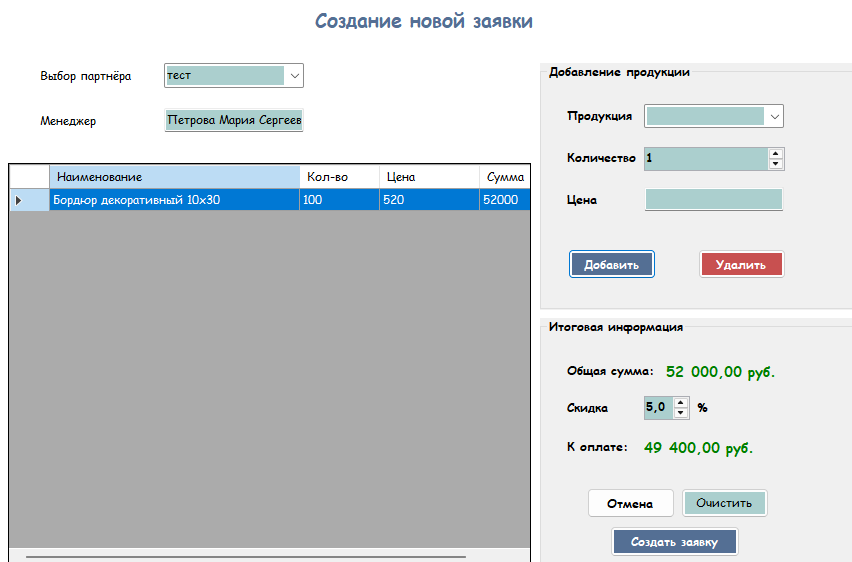 Создание новой заявки
Выбор партнёра тест
Менеджер Петрова Мария Сергеев
Наименование Кол-во Цена Сумма
Бордюр декоративный 10x30 100 520 52000
Добавление продукции
Продукция
Количество 1
Цена
Добавить Удалить
Итоговая информация
Общая сумма: 52 000,00 руб.
Скидка 5,0 %
К оплате: 49 400,00 руб.
Отмена Очистить
Создать заявку